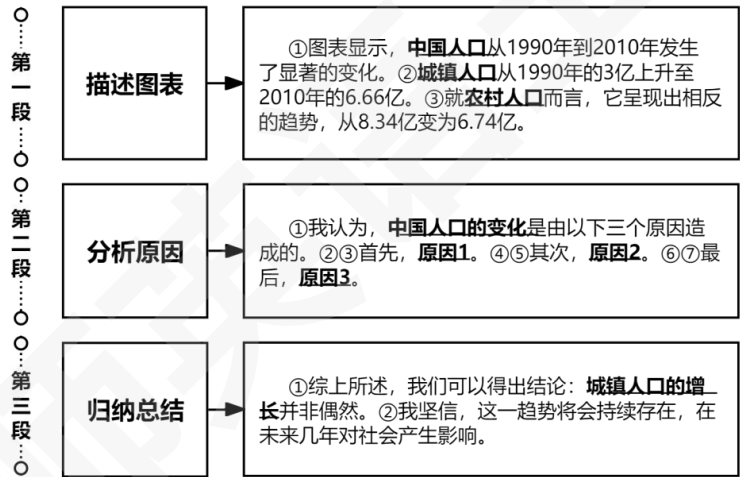 第一段
描述图表
①图表显示，中国人口从1990年到2010年发生
了显著的变化。②城镇人口从1990年的3亿上升至
2010年的6.66亿。③就农村人口而言，它呈现出相反
的趋势，从8.34亿变为6.74亿。
第二段
分析原因
①我认为，中国人口的变化是由以下三个原因造
成的。②③首先，原因1。④⑤其次，原因2。⑥⑦最
后，原因3。
第三段
归纳总结
①综上所述，我们可以得出结论：城镇人口的增
长并非偶然。②我坚信，这一趋势将会持续存在，在
未来几年对社会产生影响。